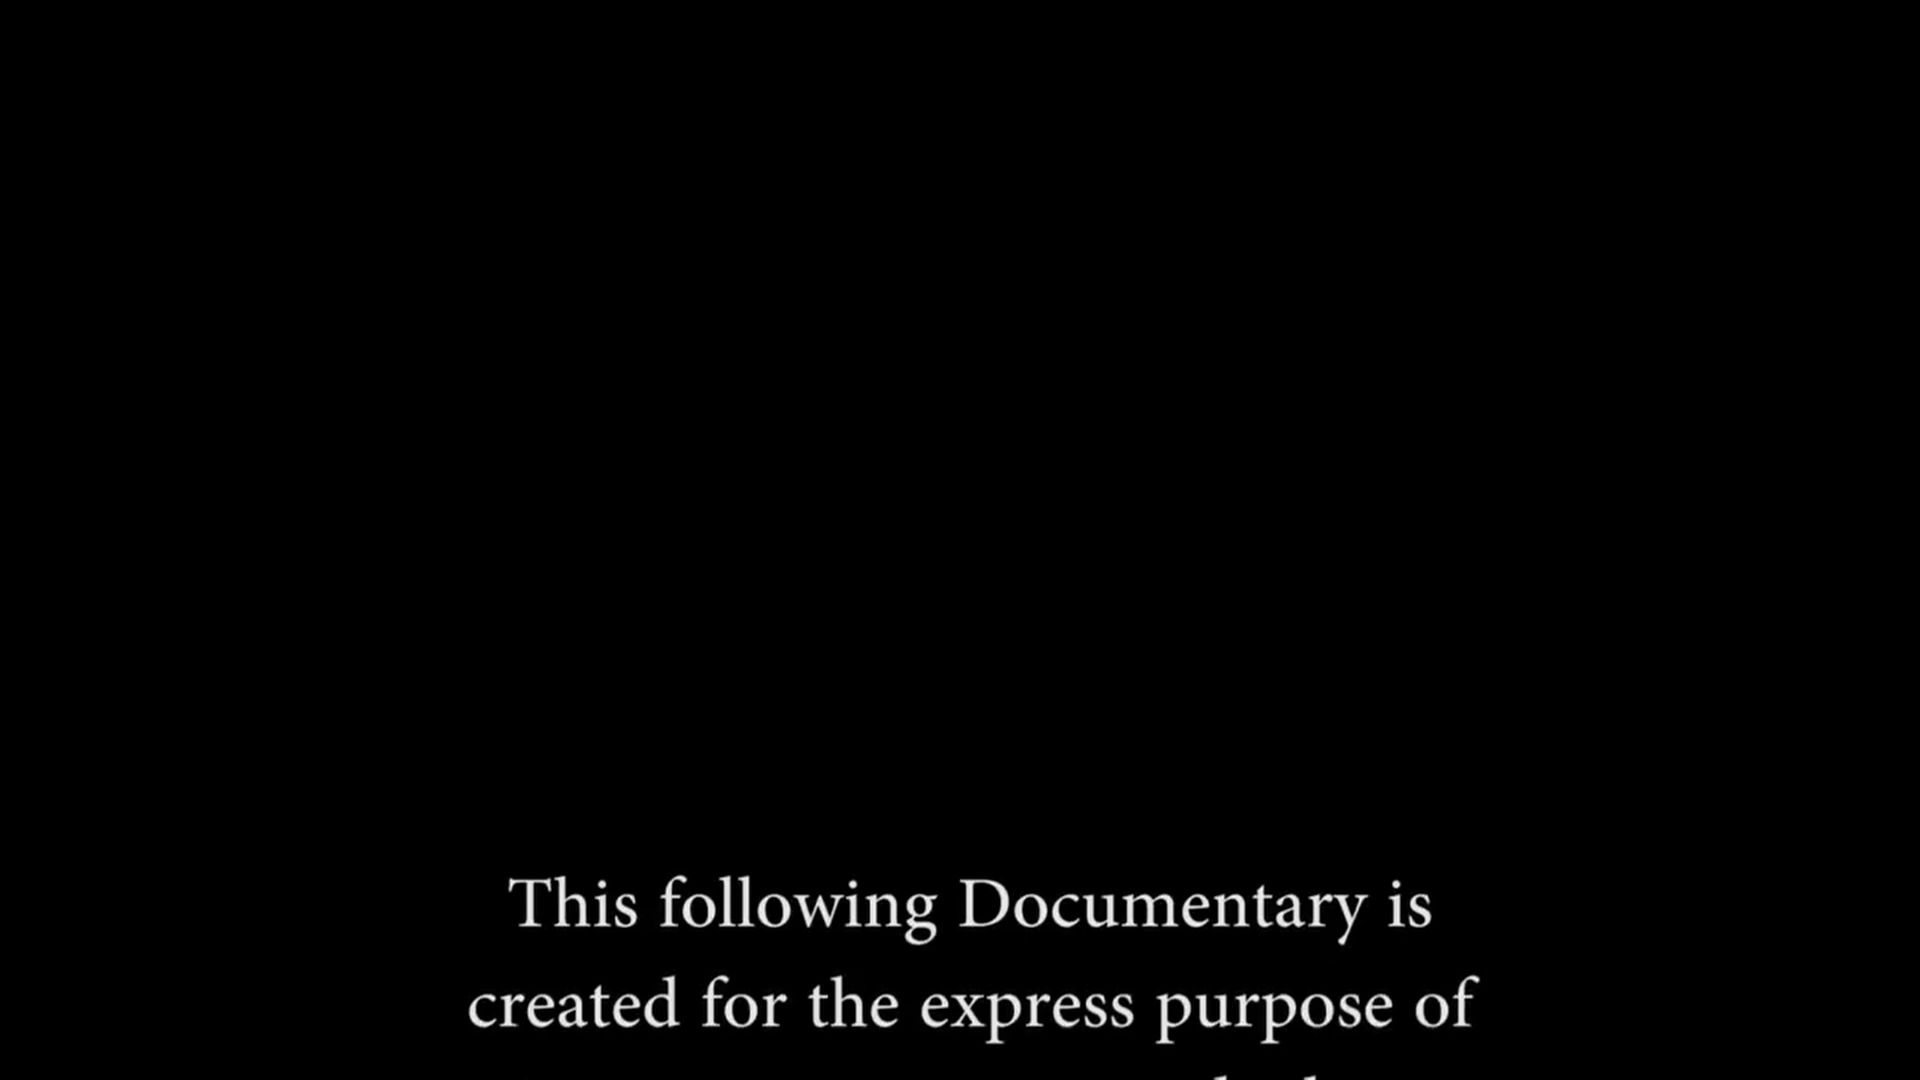 This following Documentary is
created for the express purpose of